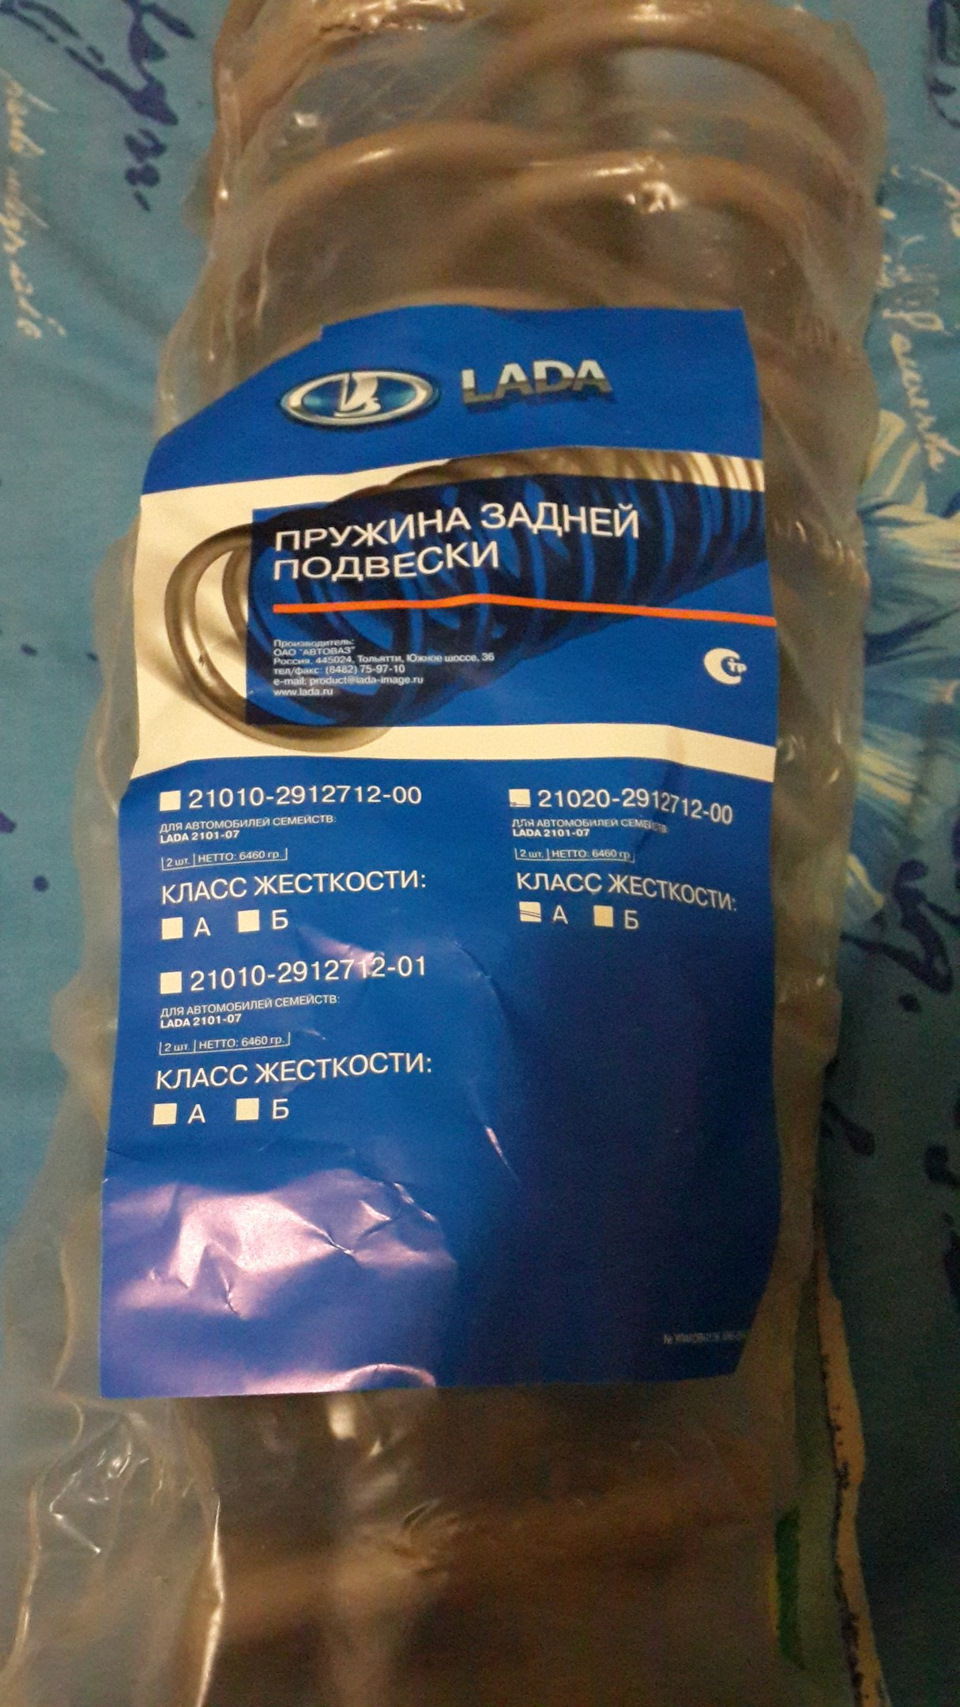 LADA
ПРУЖИНА ЗАДНЕЙ
ПОДВЕСКИ
Производитель:
ОАО "АВТОВАЗ"
Россия, 445024, Тольятти, Южное шоссе, 36
тел/факс: (8482) 75-97-10
e-mail: product@lada-image.ru
www.lada.ru
21010-2912712-00
ДЛЯ АВТОМОБИЛЕЙ СЕМЕЙСТВ:
LADA 2101-07
2 шт. НЕТТО: 6460 гр.
КЛАСС ЖЕСТКОСТИ:
А Б
21020-2912712-00
ДЛЯ АВТОМОБИЛЕЙ СЕМЕЙСТВ:
LADA 2101-07
2 шт. НЕТТО: 6460 гр.
КЛАСС ЖЕСТКОСТИ:
А Б
21010-2912712-01
ДЛЯ АВТОМОБИЛЕЙ СЕМЕЙСТВ:
LADA 2101-07
2 шт. НЕТТО: 6460 гр.
КЛАСС ЖЕСТКОСТИ:
А Б